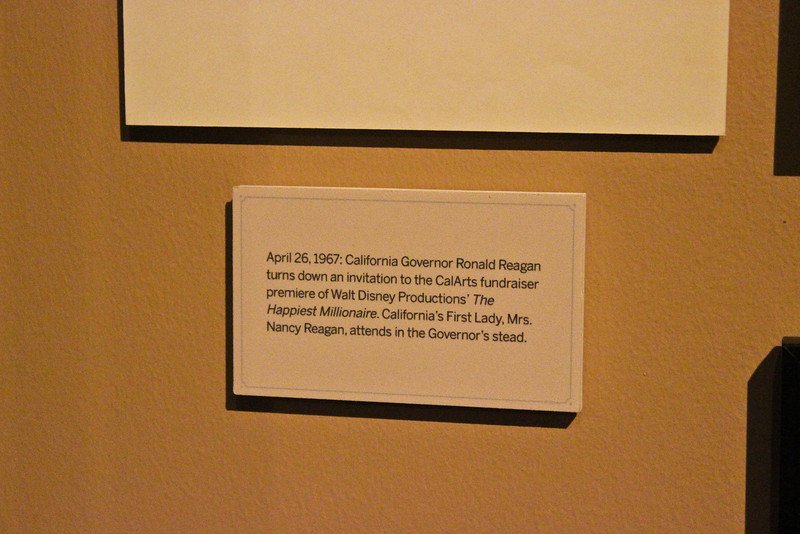 April 26, 1967: California Governor Ronald Reagan
turns down an invitation to the CalArts fundraiser
premiere of Walt Disney Productions' The
Happiest Millionaire. California's First Lady, Mrs.
Nancy Reagan, attends in the Governor's stead.